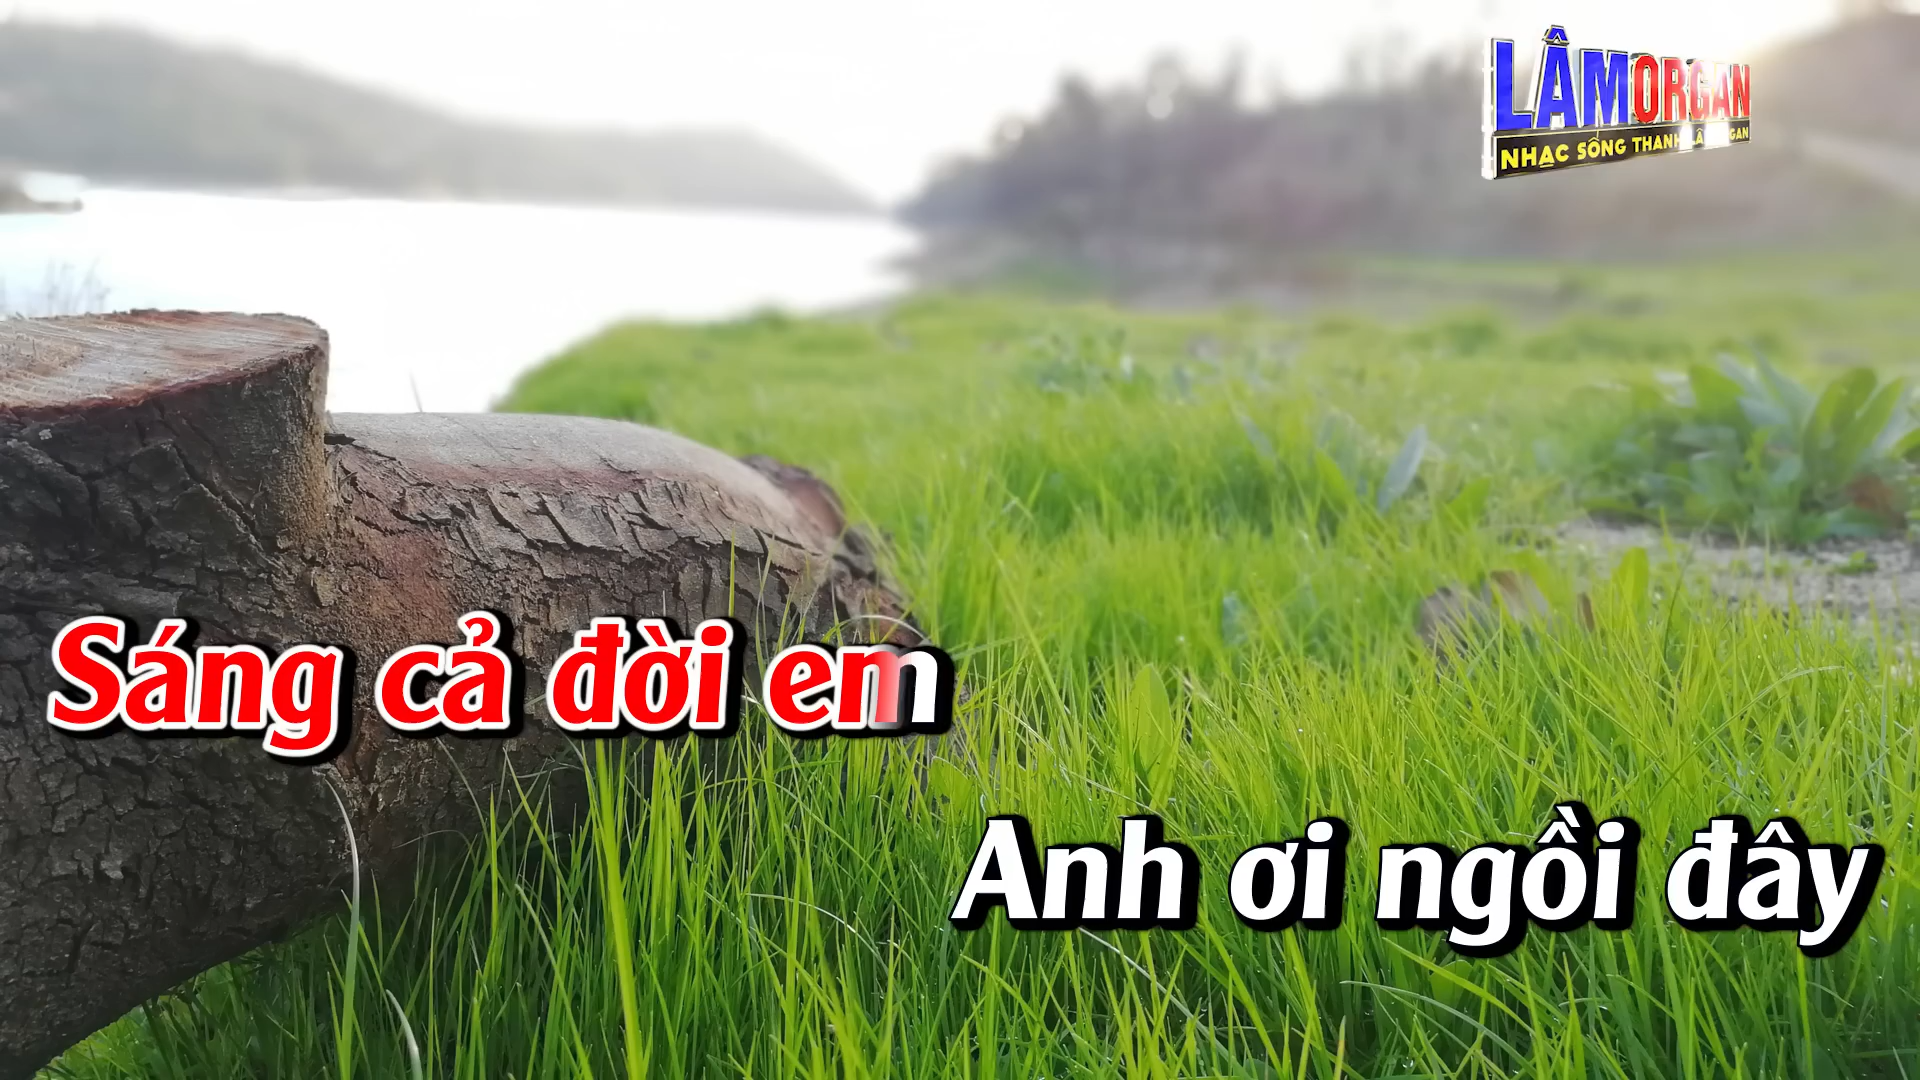 LÂMORGAN
NHẠC SỐNG THANH
Sáng cả đời em
Anh ơi ngồi đây